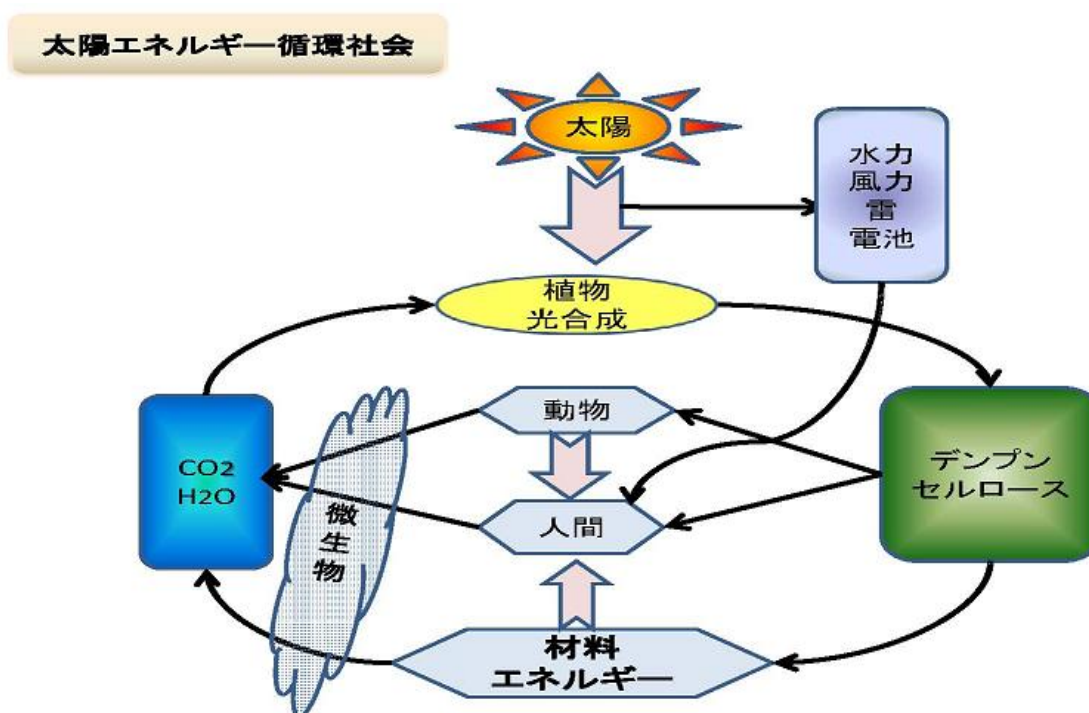 太陽エネルギー循環社会
太陽
水力
風力
雷
電池
植物
光合成
動物
デンプン
セルロース
CO2
H2O
微生物
人間
材料
エネルギー